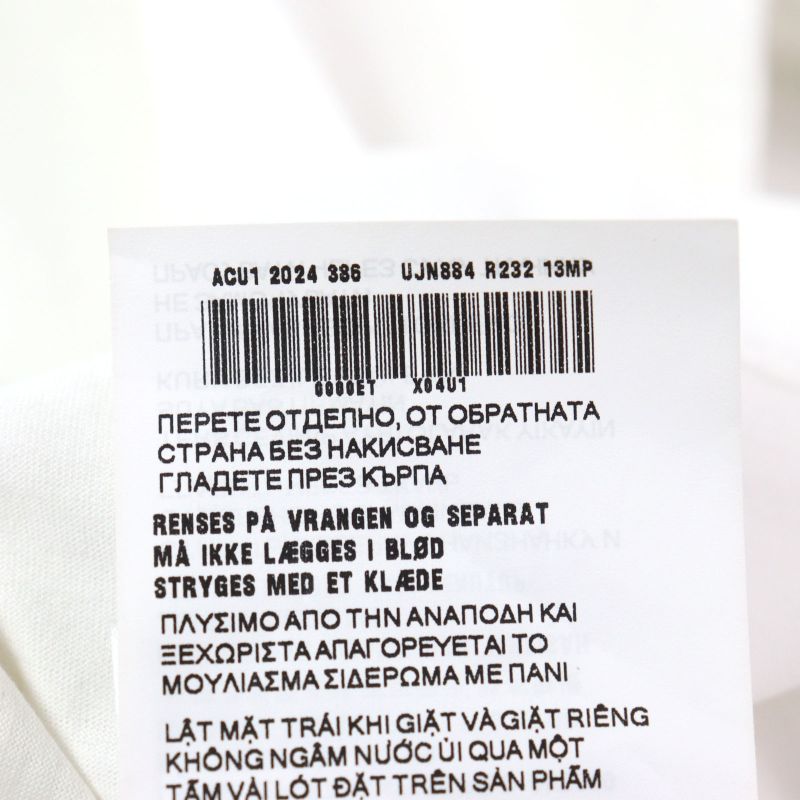 ACU1 2024 S86 UJN884 R232 13MP
X04U1
ПЕРЕТЕ ОТДЕЛНО, ОТ ОБРАТНАТА
СТРАНА БЕЗ НАКИСВАНЕ
ГЛАДЕТЕ ПРЕЗ КЪРПА
RENSES PÅ VRANGEN OG SEPARAT
MÅ IKKE LÆGGES I BLØD
STRYGES MED ET KLÆDE
ΠΛΥΣΙΜΟ ΑΠΟ ΤΗΝ ΑΝΑΠΟΔΗ ΚΑΙ
ΞΕΧΩΡΙΣΤΑ ΑΠΑΓΟΡΕΥΕΤΑΙ ΤΟ
ΜΟΥΛΙΑΣΜΑ ΣΙΔΕΡΩΜΑ ΜΕ ΠΑΝΙ
LẬT MẶT TRÁI KHI GIẶT VÀ GIẶT RIÊNG
KHÔNG NGÂM NƯỚC ỦI QUA MỘT
TẤM VẢI LÓT ĐẶT TRÊN SẢN PHẨM